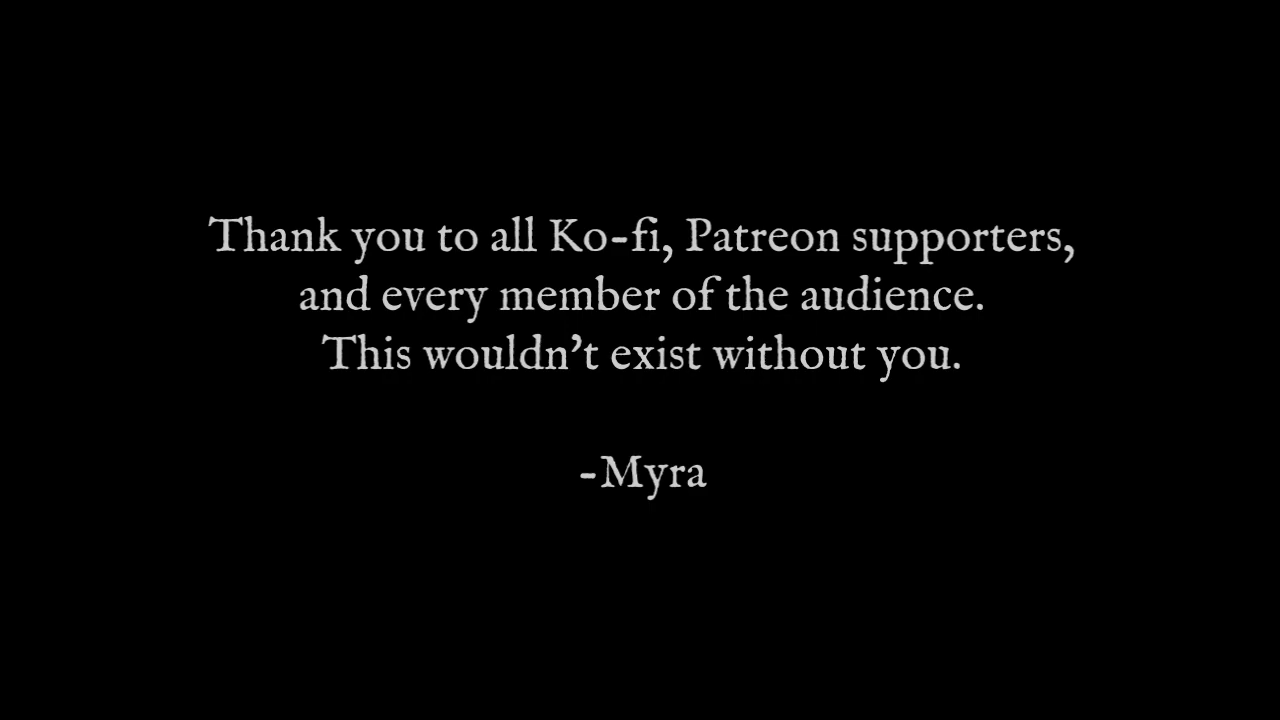 Thank you to all Ko-fi, Patreon supporters,
and every member of the audience.
This wouldn’t exist without you.
-Myra